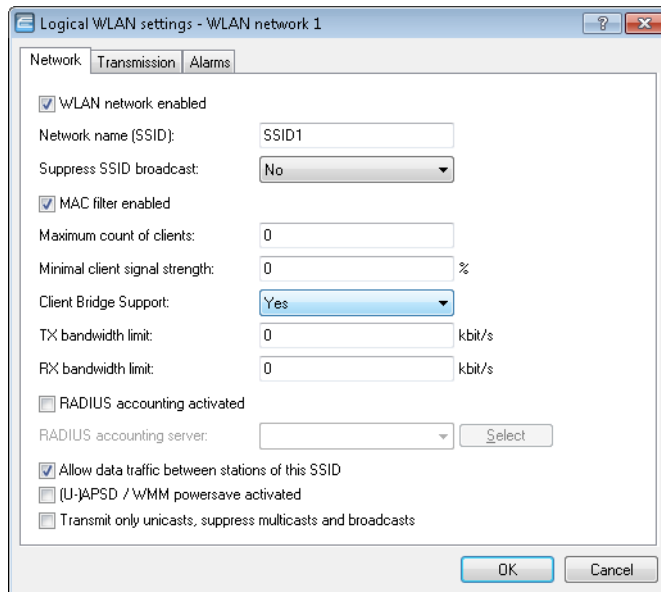 Logical WLAN settings - WLAN network 1
Network Transmission Alarms
WLAN network enabled
Network name (SSID): SSID1
Suppress SSID broadcast: No
MAC filter enabled
Maximum count of clients: 0
Minimal client signal strength: 0 %
Client Bridge Support: Yes
TX bandwidth limit: 0 kbit/s
RX bandwidth limit: 0 kbit/s
RADIUS accounting activated
RADIUS accounting server: Select
Allow data traffic between stations of this SSID
(U-)APSD / WMM powersave activated
Transmit only unicasts, suppress multicasts and broadcasts
OK Cancel